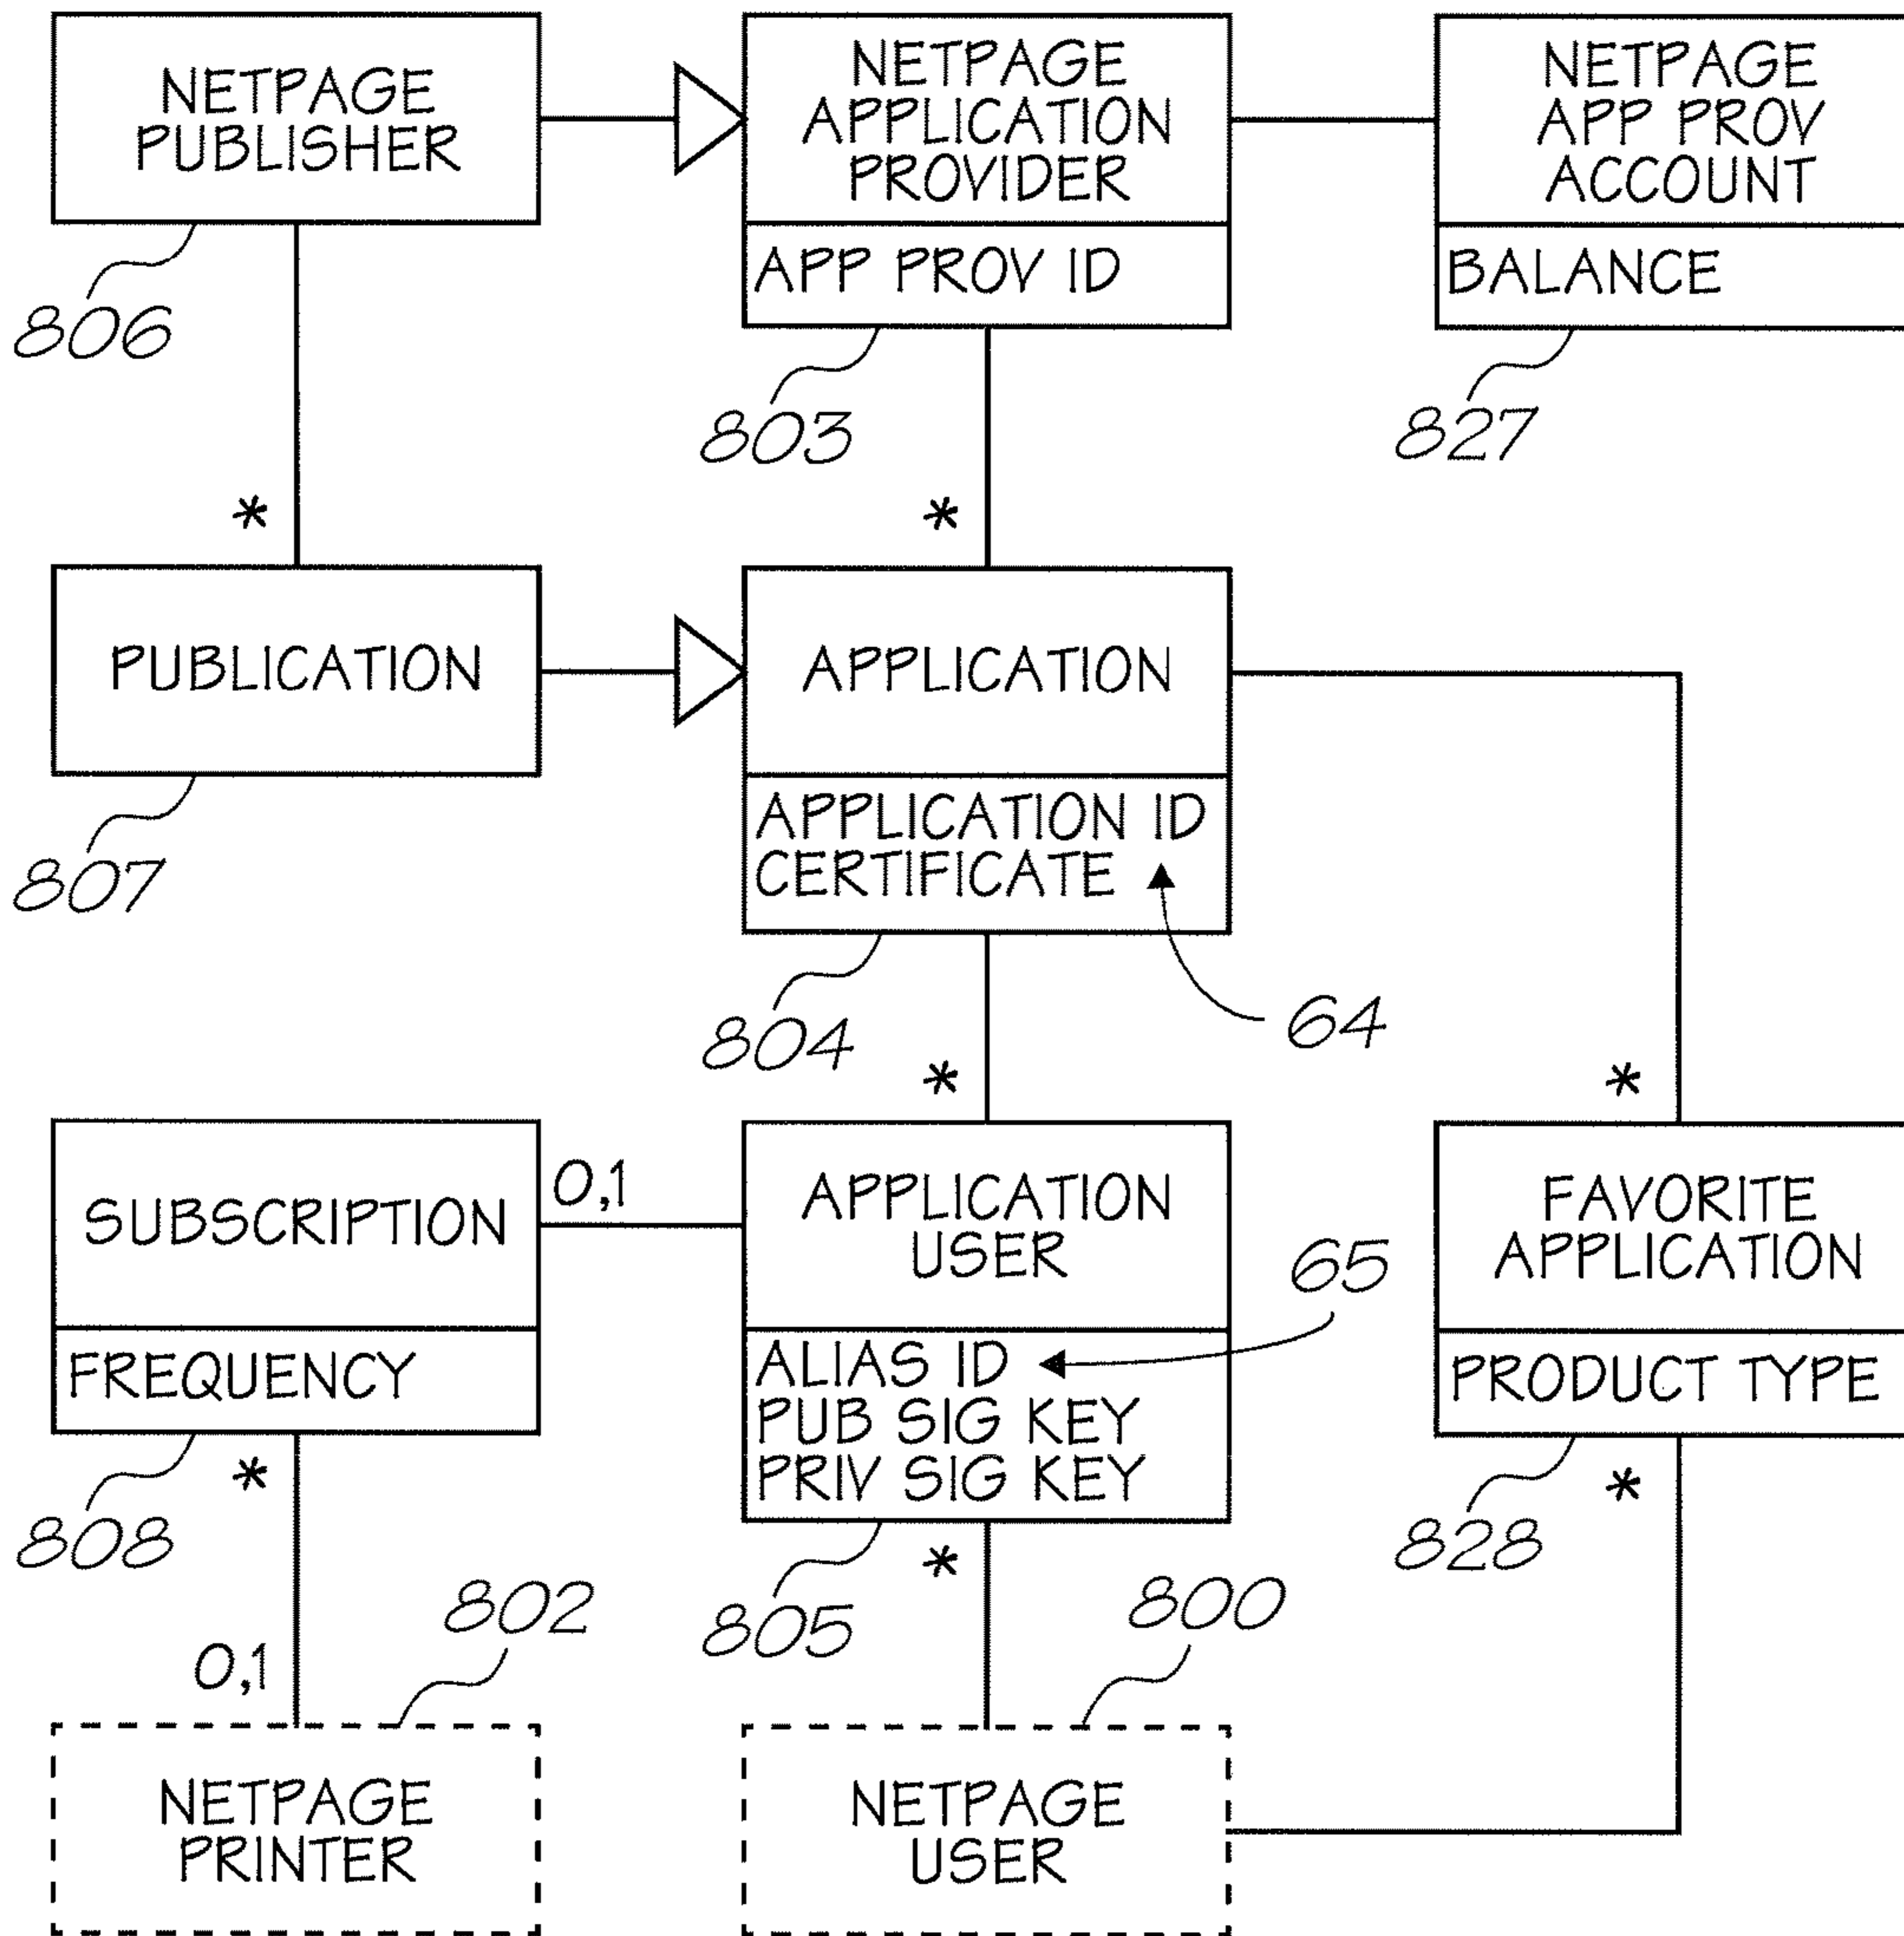 NETPAGE
PUBLISHER
806
NETPAGE
APPLICATION
PROVIDER
APP PROV ID
803
NETPAGE
APP PROV
ACCOUNT
BALANCE
827
*
*
PUBLICATION
807
APPLICATION
APPLICATION ID
CERTIFICATE
804
64
*
*
SUBSCRIPTION
FREQUENCY
808
0,1
APPLICATION
USER
ALIAS ID
PUB SIG KEY
PRIV SIG KEY
805
65
FAVORITE
APPLICATION
PRODUCT TYPE
828
*
*
*
0,1
802
800
NETPAGE
PRINTER
NETPAGE
USER